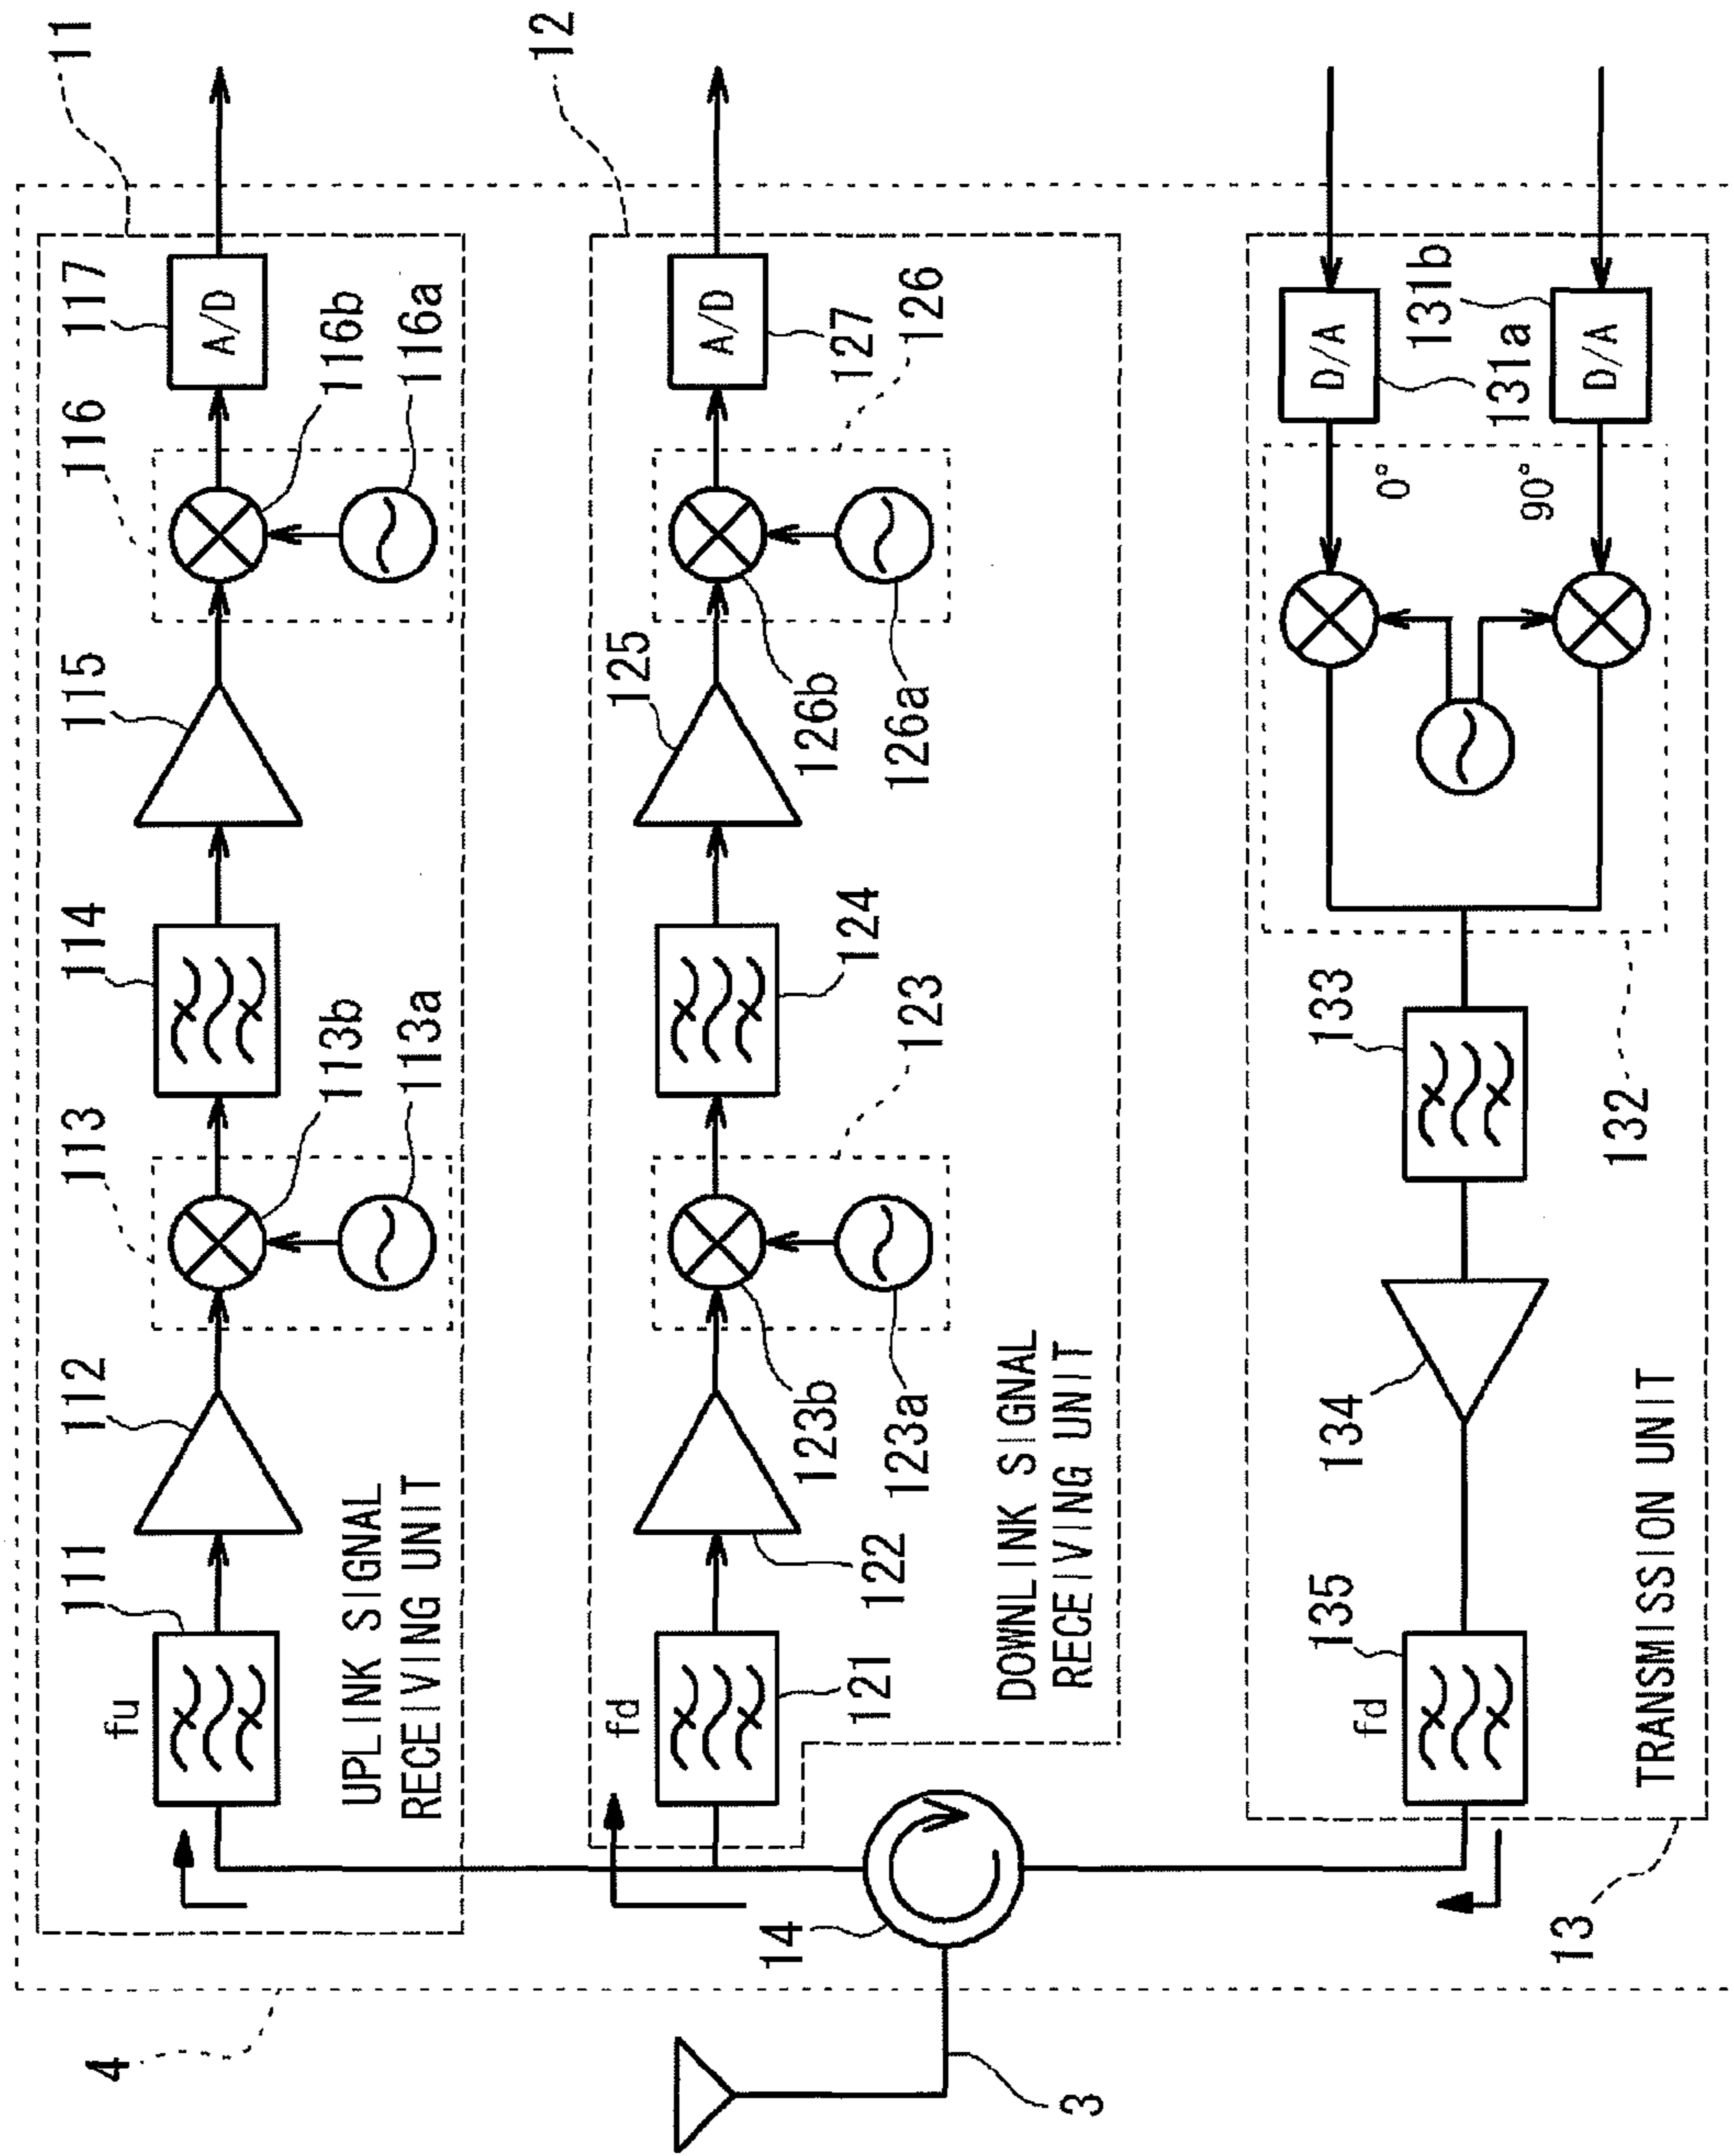 4
11
111
112
113
114
115
116
117
fu
A/D
113b
113a
116b
116a
UPLINK SIGNAL
RECEIVING UNIT
12
fd
125
A/D
14
121
122
123b
123a
123
124
126b
126a
127
126
DOWNLINK SIGNAL
RECEIVING UNIT
3
135
134
133
132
fd
0°
90°
D/A
131b
131a
D/A
TRANSMISSION UNIT
13